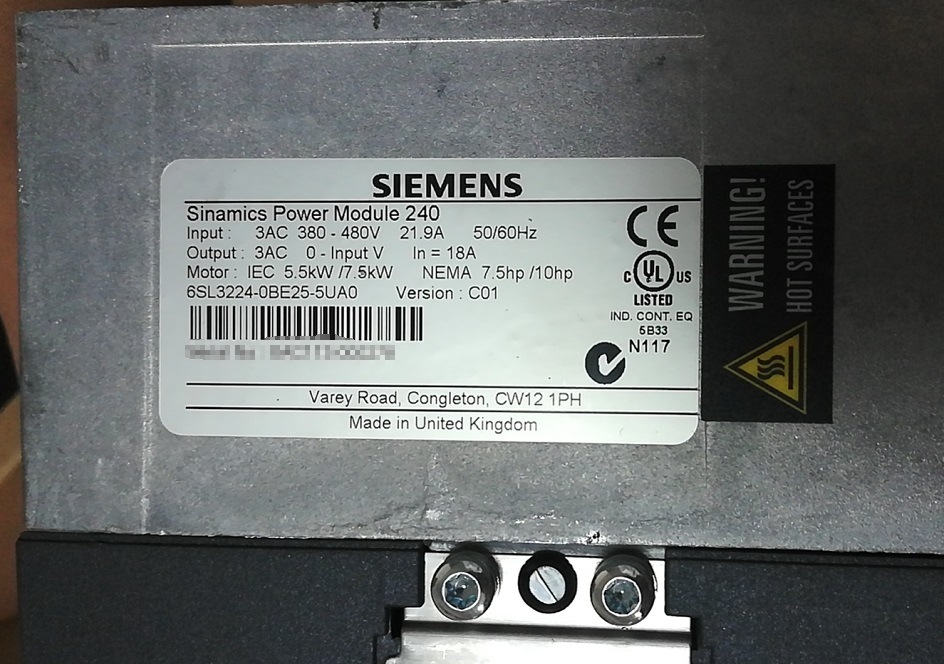 SIEMENS
Sinamics Power Module 240
Input : 3AC 380 - 480V 21.9A 50/60Hz
Output : 3AC 0 - Input V In = 18A
Motor : IEC 5.5kW /7.5kW NEMA 7.5hp /10hp
6SL3224-0BE25-5UA0 Version : C01
CE
C UL US
LISTED
IND. CONT. EQ
5B33
N117
Varey Road, Congleton, CW12 1PH
Made in United Kingdom
WARNING!
HOT SURFACES